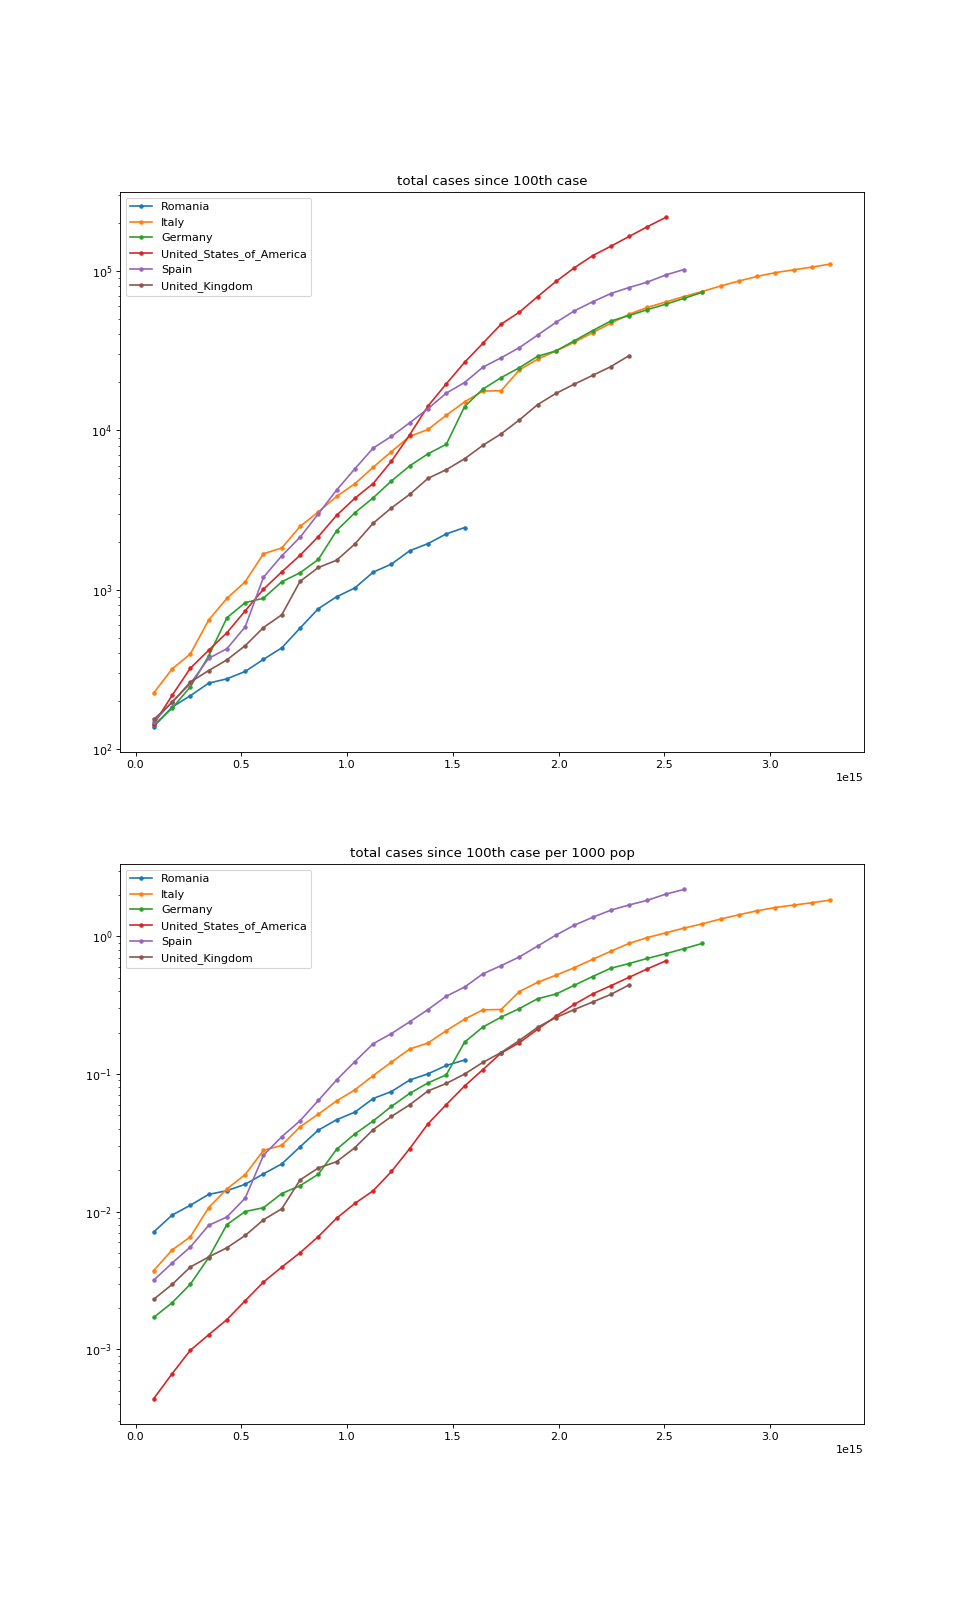 total cases since 100th case
Romania
Italy
Germany
United_States_of_America
Spain
United_Kingdom
10^5
10^4
10^3
10^2
0.0 0.5 1.0 1.5 2.0 2.5 3.0
1e15
total cases since 100th case per 1000 pop
Romania
Italy
Germany
United_States_of_America
Spain
United_Kingdom
10^0
10^−1
10^−2
10^−3
0.0 0.5 1.0 1.5 2.0 2.5 3.0
1e15